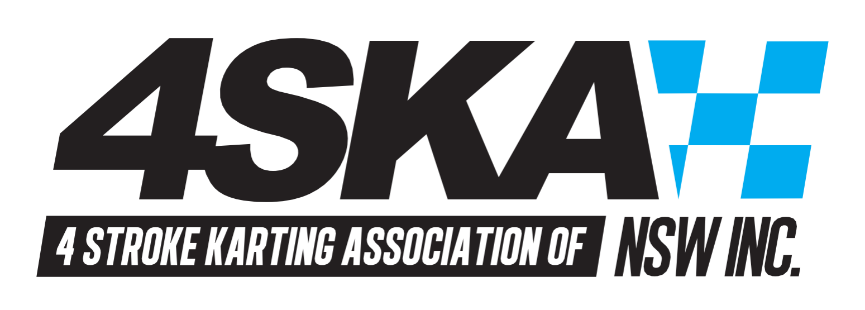 4SKA
4 STROKE KARTING ASSOCIATION OF NSW INC.